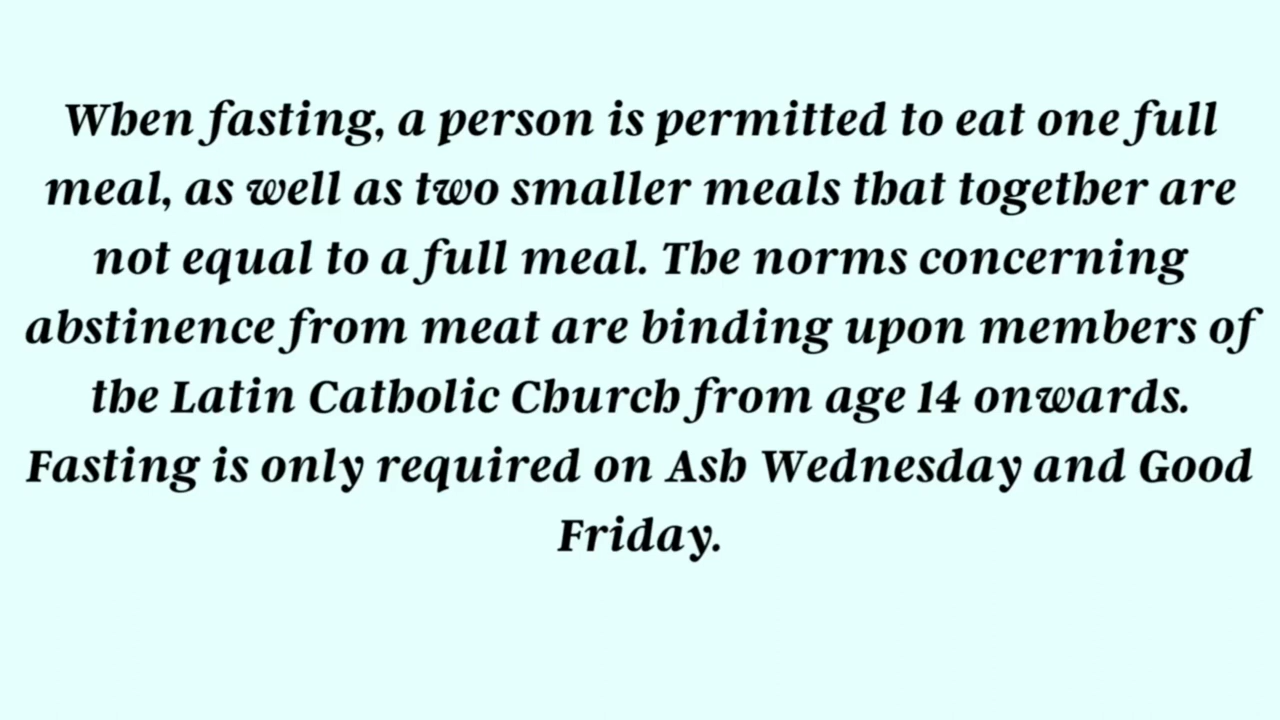 When fasting, a person is permitted to eat one full
meal, as well as two smaller meals that together are
not equal to a full meal. The norms concerning
abstinence from meat are binding upon members of
the Latin Catholic Church from age 14 onwards.
Fasting is only required on Ash Wednesday and Good
Friday.